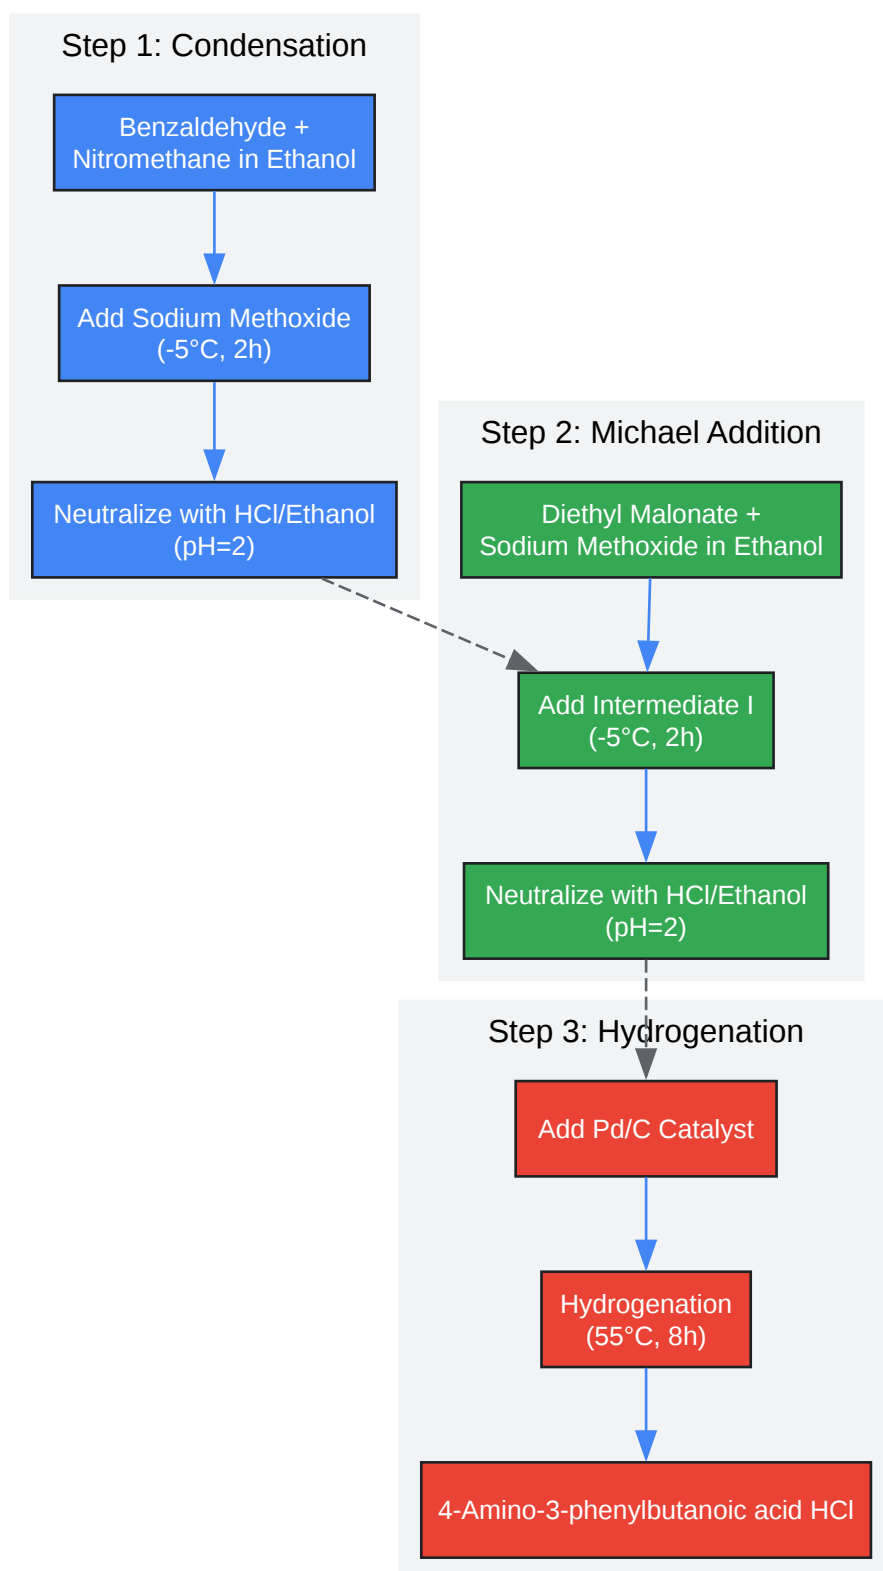 Step 1: Condensation
Benzaldehyde +
Nitromethane in Ethanol
Add Sodium Methoxide
(-5°C, 2h)
Neutralize with HCl/Ethanol
(pH=2)
Step 2: Michael Addition
Diethyl Malonate +
Sodium Methoxide in Ethanol
Add Intermediate I
(-5°C, 2h)
Neutralize with HCl/Ethanol
(pH=2)
Step 3: Hydrogenation
Add Pd/C Catalyst
Hydrogenation
(55°C, 8h)
4-Amino-3-phenylbutanoic acid HCl